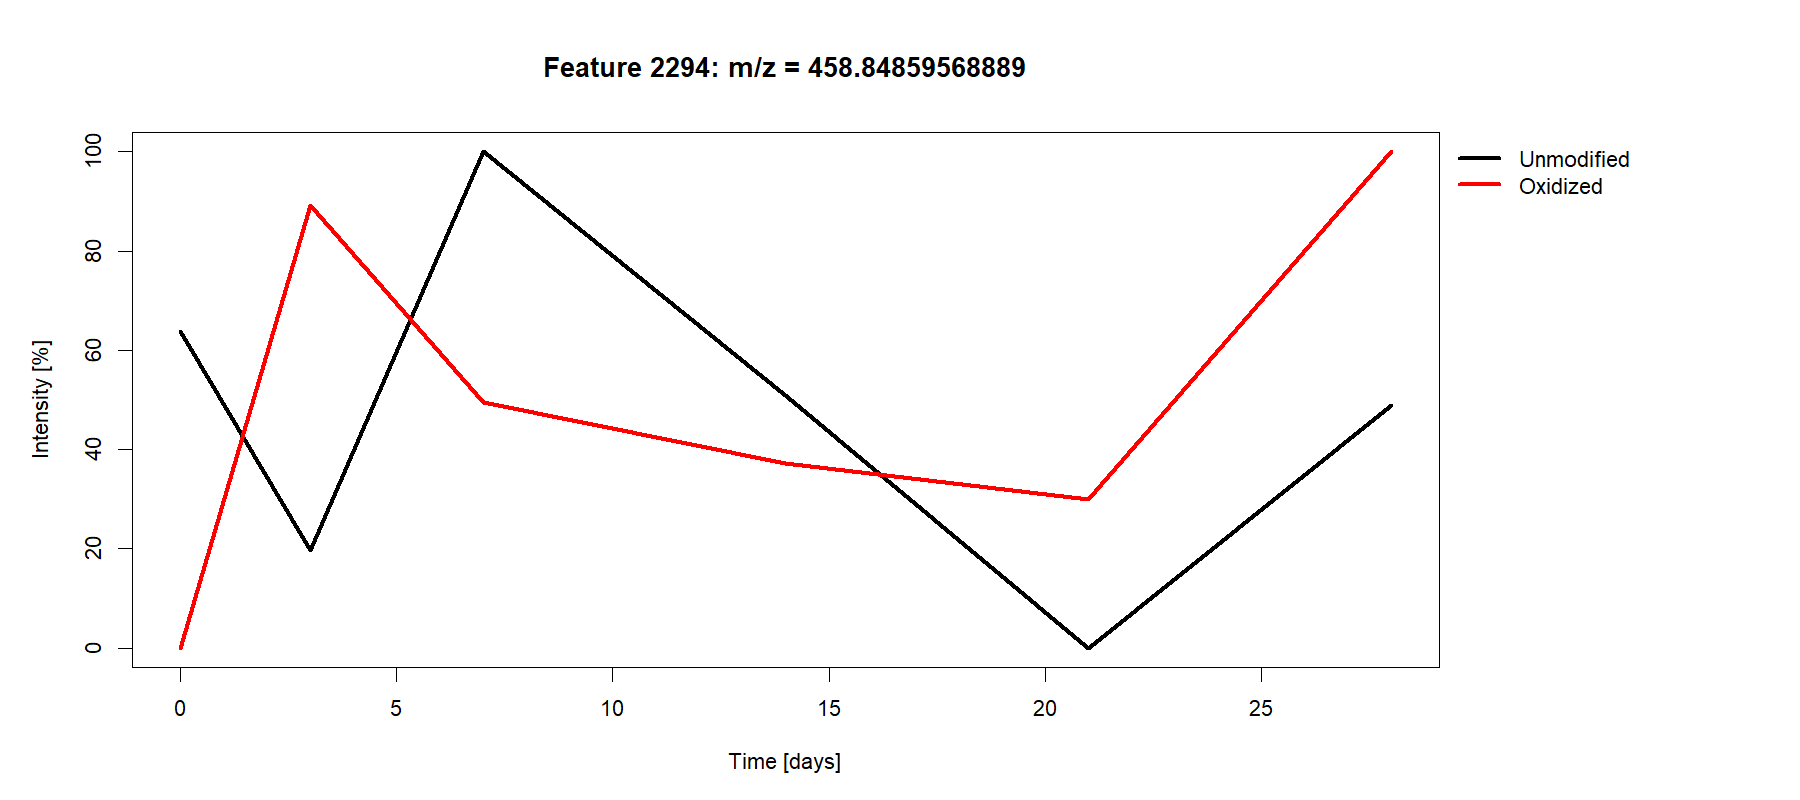 Feature 2294: m/z = 458.84859568889
Unmodified
Oxidized
Intensity [%]
100
80
60
40
20
0
0 5 10 15 20 25
Time [days]